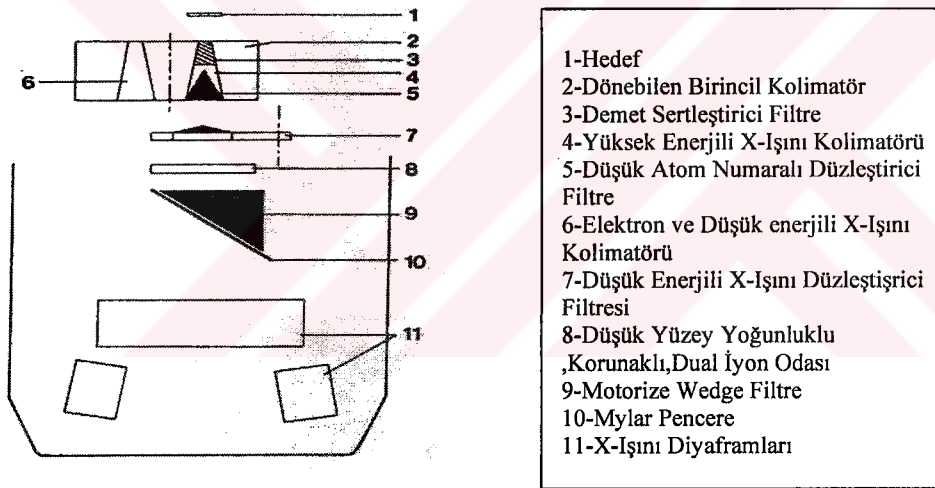 1
2
3
4
5
6
7
8
9
10
11
1-Hedef
2-Dönebilen Birincil Kolimatör
3-Demet Sertleştirici Filtre
4-Yüksek Enerjili X-Işını Kolimatörü
5-Düşük Atom Numaralı Düzleştirici
Filtre
6-Elektron ve Düşük enerjili X-Işını
Kolimatörü
7-Düşük Enerjili X-Işını Düzleştişrici
Filtresi
8-Düşük Yüzey Yoğunluklu
,Korunaklı,Dual İyon Odası
9-Motorize Wedge Filtre
10-Mylar Pencere
11-X-Işını Diyaframları